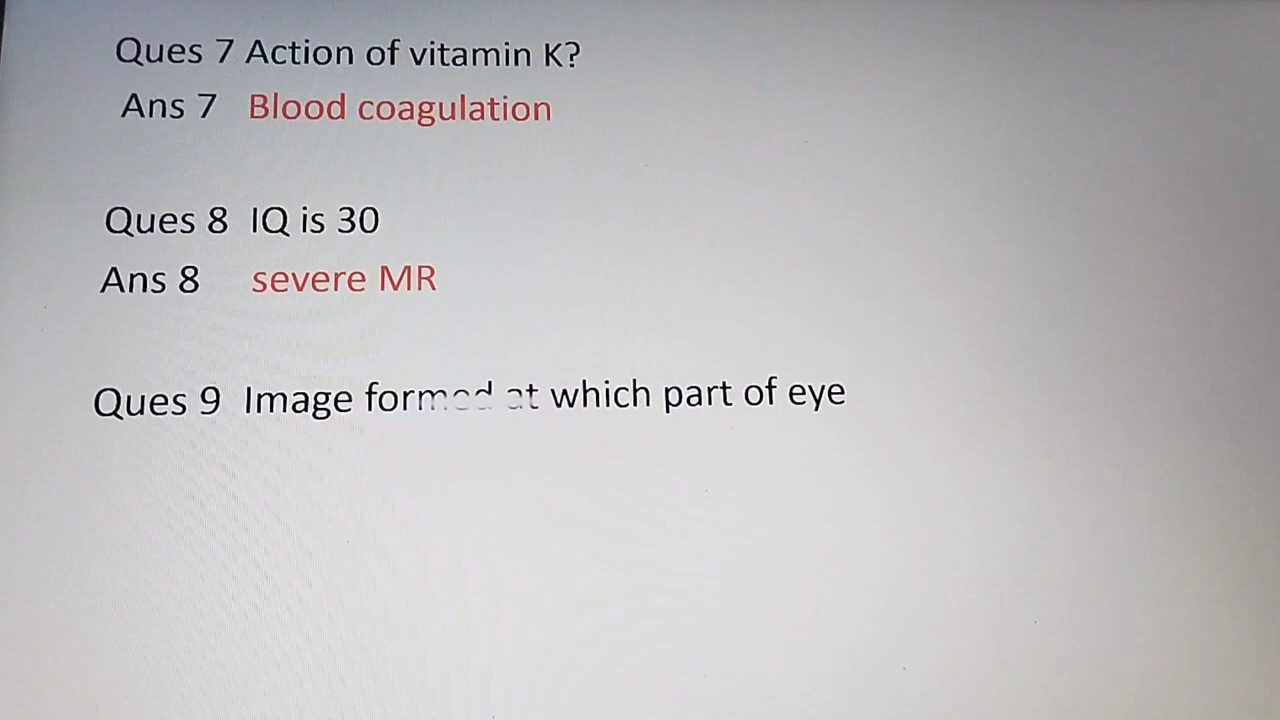 Ques 7 Action of vitamin K?
Ans 7 Blood coagulation
Ques 8 IQ is 30
Ans 8 severe MR
Ques 9 Image formed at which part of eye